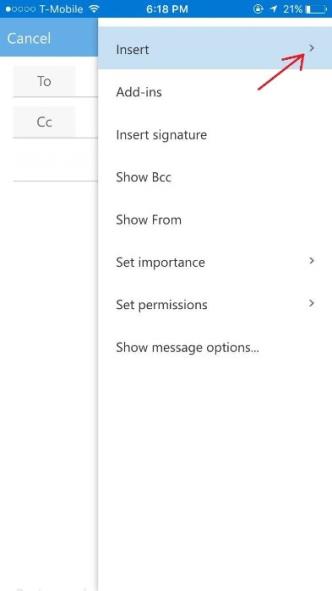 T-Mobile 6:18 PM 21%
Cancel
Insert
To
Add-ins
Cc
Insert signature
Show Bcc
Show From
Set importance
Set permissions
Show message options...